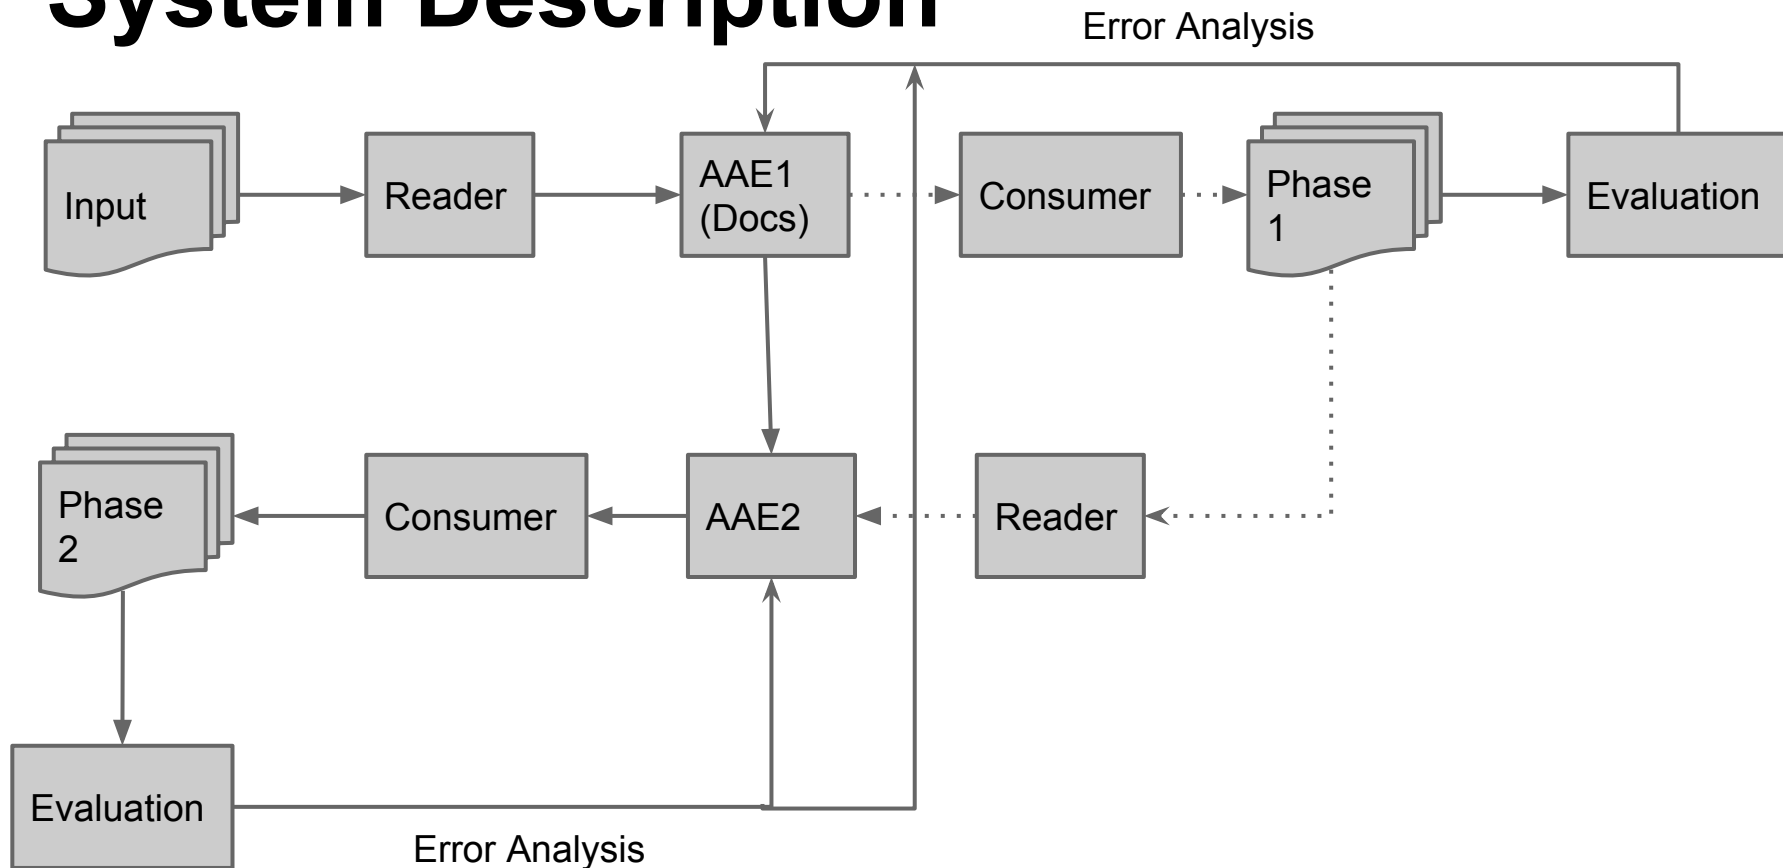 System Description
Error Analysis
Input
Reader
AAE1
(Docs)
Consumer
Phase
1
Evaluation
Phase
2
Consumer
AAE2
Reader
Evaluation
Error Analysis